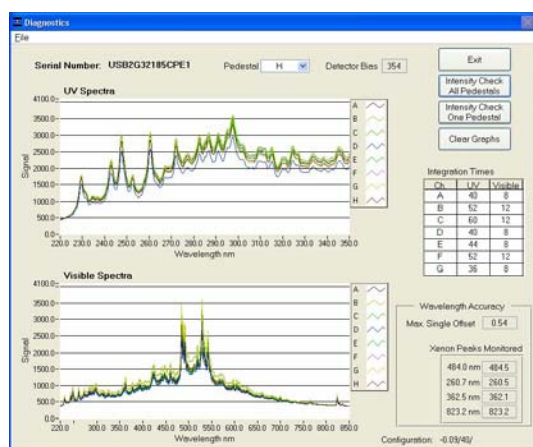 Diagnostics
File
Serial Number: USB2G32185CPE1 Pedestal H Detector Bias 354
Exit
Intensity Check All Pedestals
Intensity Check One Pedestal
Clear Graphs
UV Spectra
4100.0
3500.0
3000.0
2500.0
2000.0
1500.0
1000.0
500.0
0.0
Signal
220.0 230.0 240.0 250.0 260.0 270.0 280.0 290.0 300.0 310.0 320.0 330.0 340.0 350.0
Wavelength nm
A
B
C
D
E
F
G
H
Integration Times
Ch UV Visible
A 40 8
B 52 12
C 60 12
D 40 8
E 44 8
F 52 12
G 36 8
Visible Spectra
4100.0
3500.0
3000.0
2500.0
2000.0
1500.0
1000.0
500.0
0.0
Signal
220.0 300.0 350.0 400.0 450.0 500.0 550.0 600.0 650.0 700.0 750.0 850.0
Wavelength nm
A
B
C
D
E
F
G
H
Wavelength Accuracy
Max. Single Offset 0.54
Xenon Peaks Monitored
484.0 nm 484.5
260.7 nm 260.5
362.5 nm 362.1
823.2 nm 823.2
Configuration: -0.09/40/